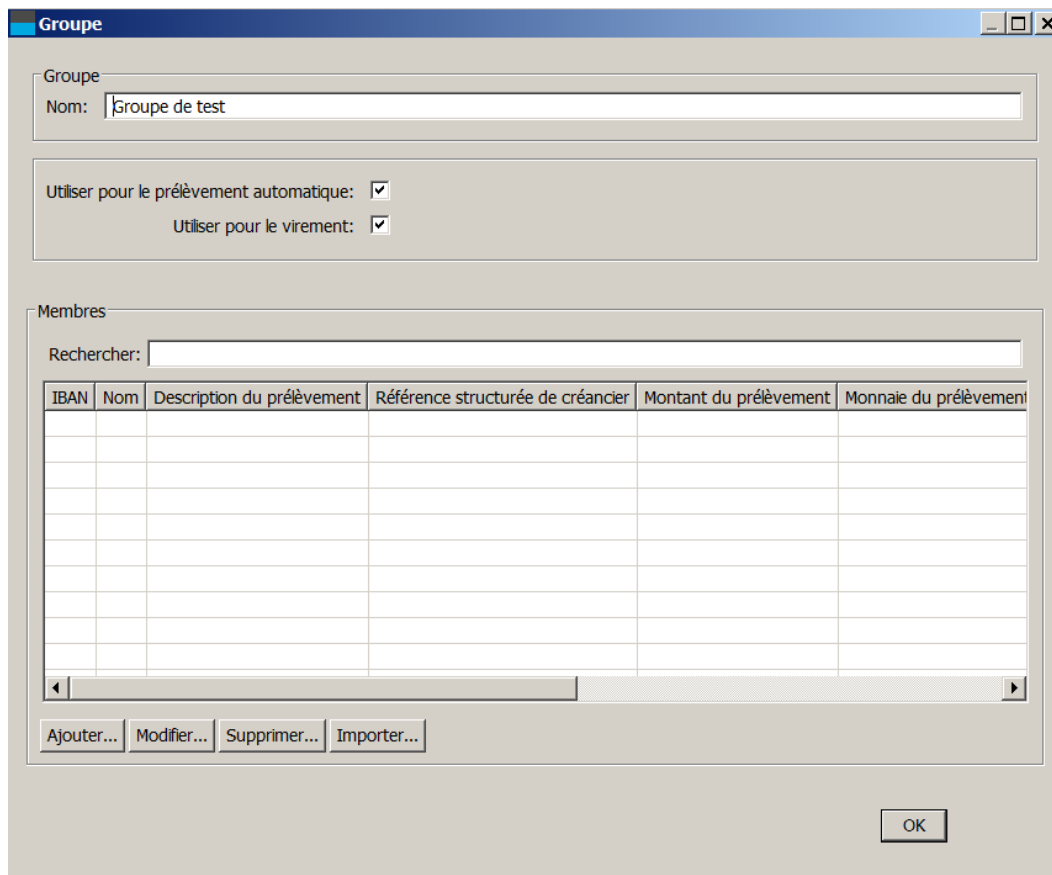 Groupe
Groupe
Nom: Groupe de test
Utiliser pour le prélèvement automatique:
Utiliser pour le virement:
Membres
Rechercher:
IBAN Nom Description du prélèvement Référence structurée de créancier Montant du prélèvement Monnaie du prélèvement
Ajouter... Modifier... Supprimer... Importer...
OK